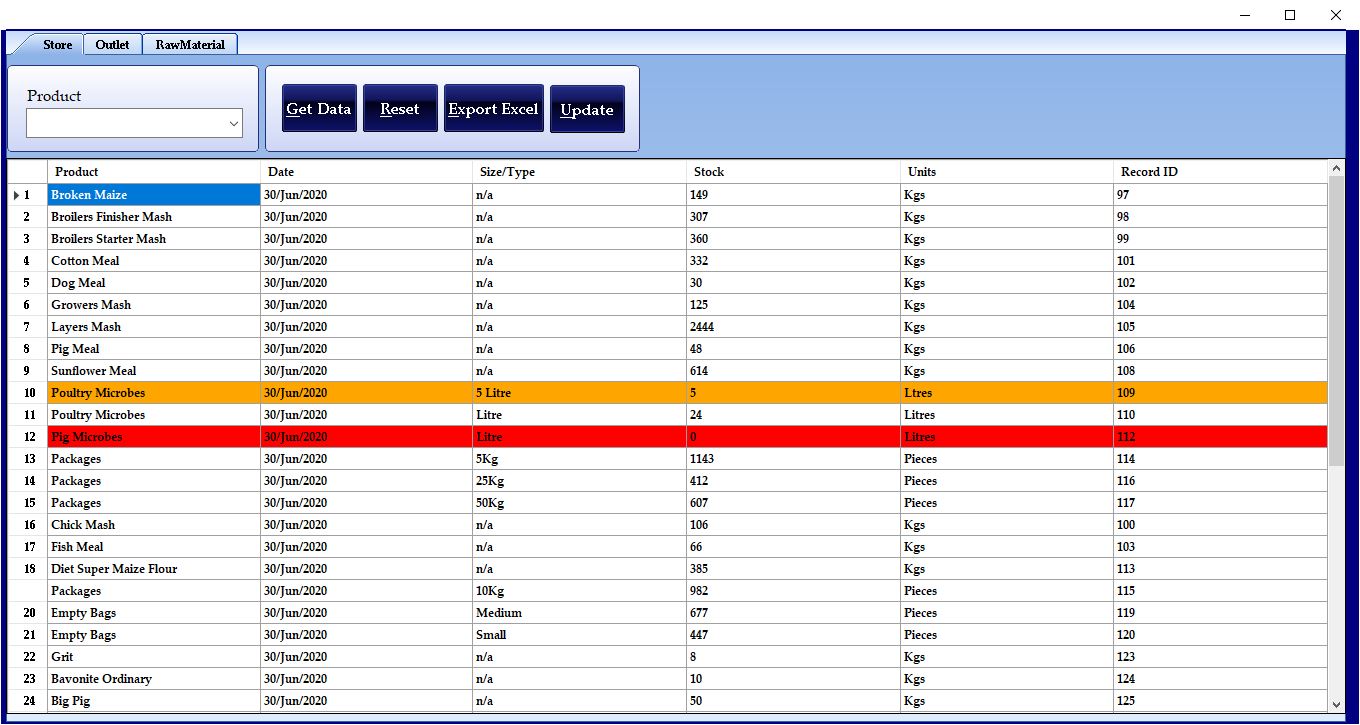 Store Outlet RawMaterial
Product
Get Data Reset Export Excel Update
Product Date Size/Type Stock Units Record ID
1 Broken Maize 30/Jun/2020 n/a 149 Kgs 97
2 Broilers Finisher Mash 30/Jun/2020 n/a 307 Kgs 98
3 Broilers Starter Mash 30/Jun/2020 n/a 360 Kgs 99
4 Cotton Meal 30/Jun/2020 n/a 332 Kgs 101
5 Dog Meal 30/Jun/2020 n/a 30 Kgs 102
6 Growers Mash 30/Jun/2020 n/a 125 Kgs 104
7 Layers Mash 30/Jun/2020 n/a 2444 Kgs 105
8 Pig Meal 30/Jun/2020 n/a 48 Kgs 106
9 Sunflower Meal 30/Jun/2020 n/a 614 Kgs 108
10 Poultry Microbes 30/Jun/2020 5 Litre 5 Ltres 109
11 Poultry Microbes 30/Jun/2020 Litre 24 Litres 110
12 Pig Microbes 30/Jun/2020 Litre 0 Litres 112
13 Packages 30/Jun/2020 5Kg 1143 Pieces 114
14 Packages 30/Jun/2020 25Kg 412 Pieces 116
15 Packages 30/Jun/2020 50Kg 607 Pieces 117
16 Chick Mash 30/Jun/2020 n/a 106 Kgs 100
17 Fish Meal 30/Jun/2020 n/a 66 Kgs 103
18 Diet Super Maize Flour 30/Jun/2020 n/a 385 Kgs 113
Packages 30/Jun/2020 10Kg 982 Pieces 115
20 Empty Bags 30/Jun/2020 Medium 677 Pieces 119
21 Empty Bags 30/Jun/2020 Small 447 Pieces 120
22 Grit 30/Jun/2020 n/a 8 Kgs 123
23 Bavonite Ordinary 30/Jun/2020 n/a 10 Kgs 124
24 Big Pig 30/Jun/2020 n/a 50 Kgs 125